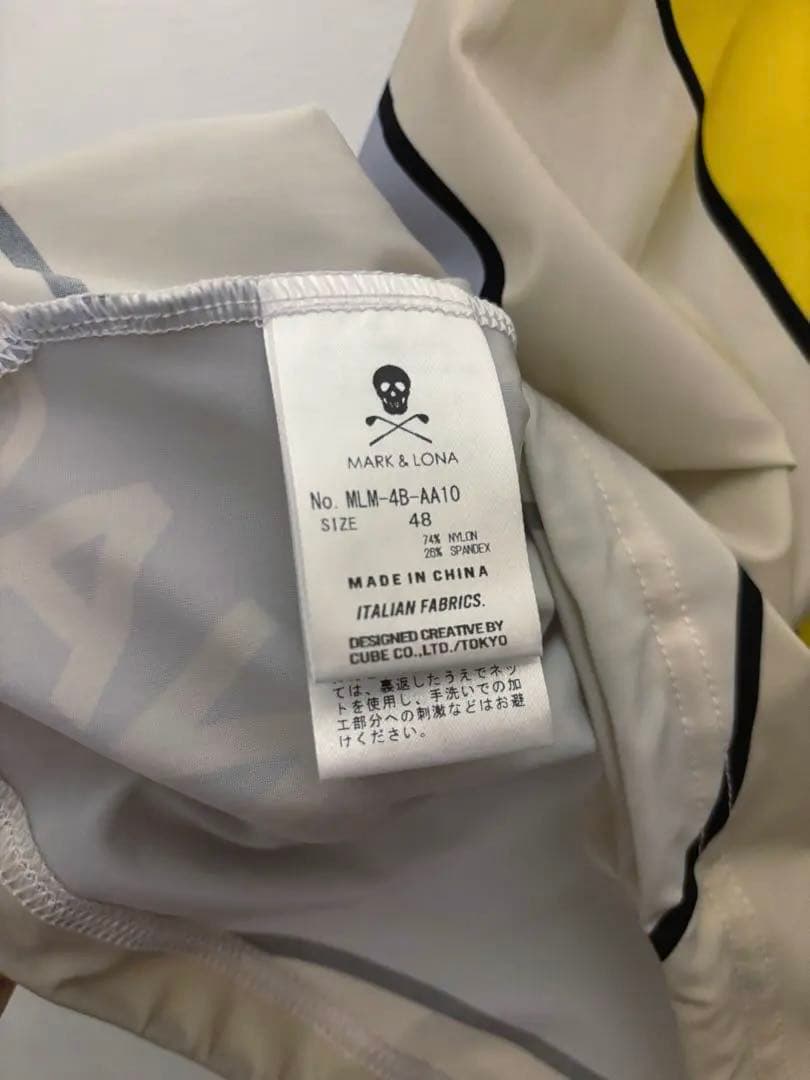 MARK & LONA
No. MLM-4B-AA10
SIZE 48
74% NYLON
26% SPANDEX
MADE IN CHINA
ITALIAN FABRICS.
DESIGNED CREATIVE BY
CUBE CO.,LTD./TOKYO
ては、裏返したうえでネッ
トを使用し、手洗いでの加
工部分への刺激などはお避
けください。